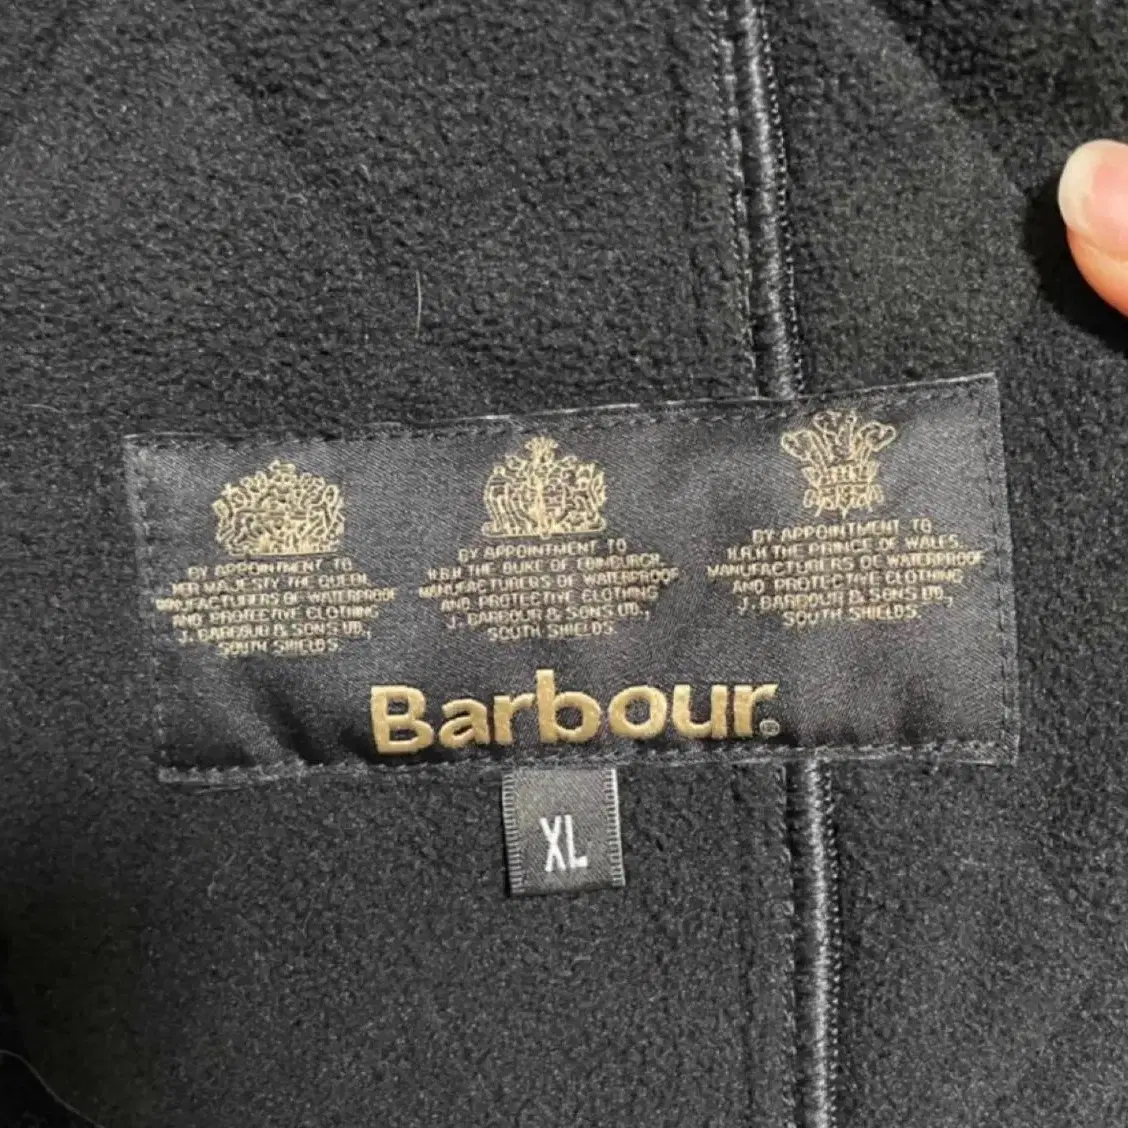 BY APPOINTMENT TO
HER MAJESTY THE QUEEN
MANUFACTURERS OF WATERPROOF
AND PROTECTIVE CLOTHING
J. BARBOUR & SONS LTD.,
SOUTH SHIELDS.
BY APPOINTMENT TO
H.R.H. THE DUKE OF EDINBURGH
MANUFACTURERS OF WATERPROOF
AND PROTECTIVE CLOTHING
J. BARBOUR & SONS LTD.,
SOUTH SHIELDS.
BY APPOINTMENT TO
H.R.H THE PRINCE OF WALES
MANUFACTURERS OF WATERPROOF
AND PROTECTIVE CLOTHING
J. BARBOUR & SONS LTD.,
SOUTH SHIELDS.
Barbour®
XL